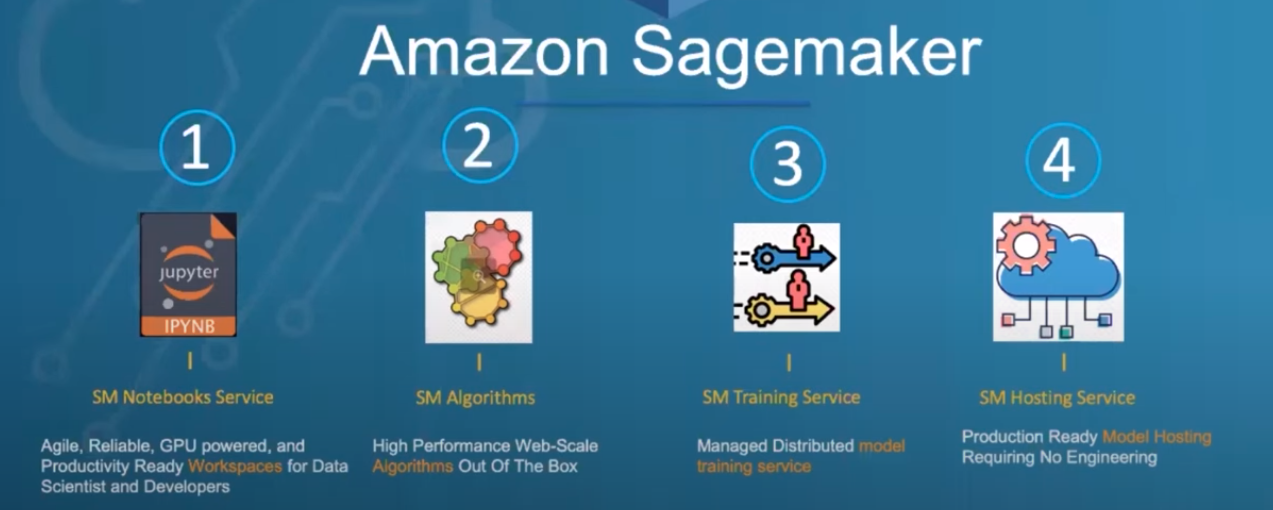 Amazon Sagemaker
1
2
3
4
jupyter
IPYNB
SM Notebooks Service
SM Algorithms
SM Training Service
SM Hosting Service
Agile, Reliable, GPU powered, and
Productivity Ready Workspaces for Data
Scientist and Developers
High Performance Web-Scale
Algorithms Out Of The Box
Managed Distributed model
training service
Production Ready Model Hosting
Requiring No Engineering